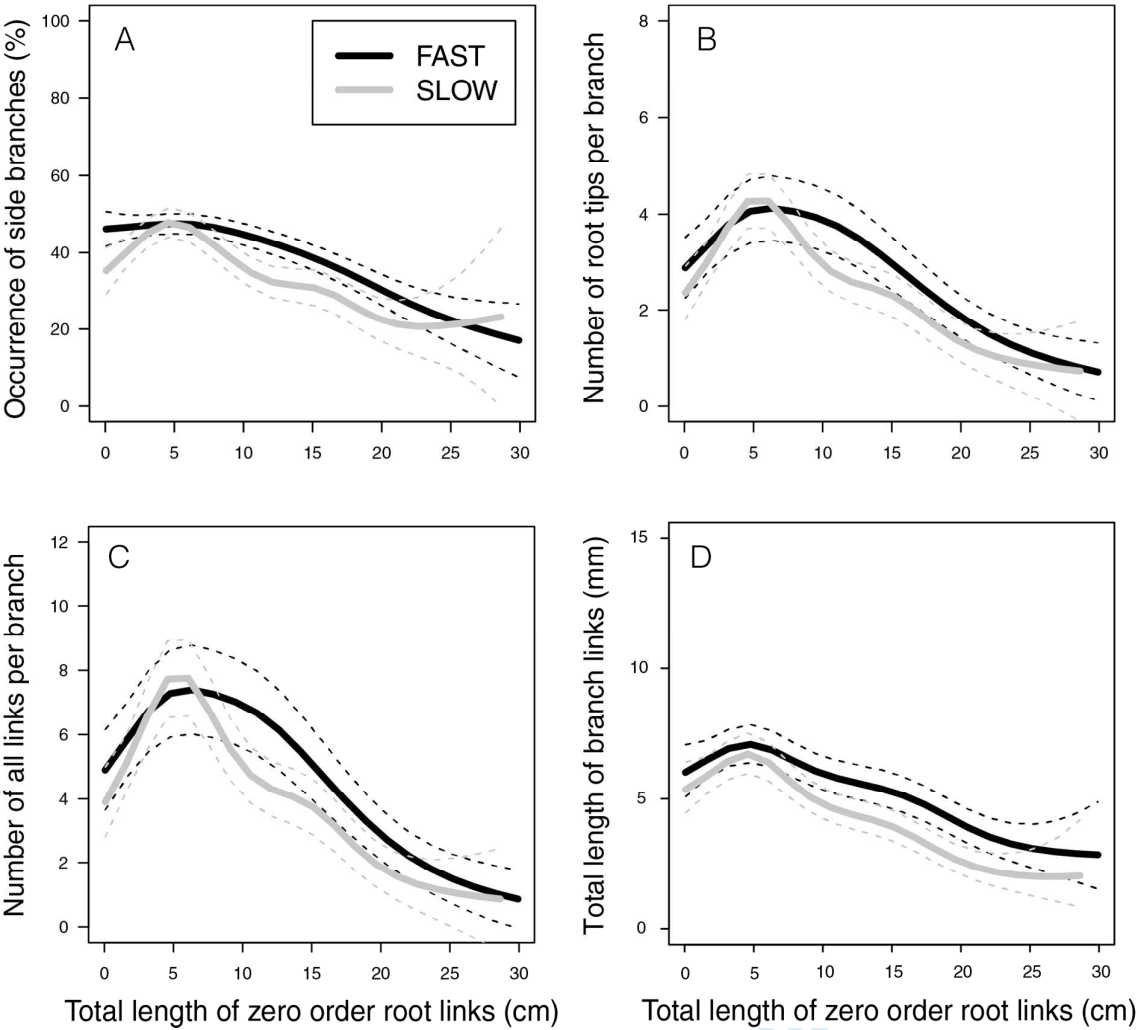 A
FAST
SLOW
Occurrence of side branches (%)
100
80
60
40
20
0
0 5 10 15 20 25 30
B
Number of root tips per branch
8
6
4
2
0
0 5 10 15 20 25 30
C
Number of all links per branch
12
10
8
6
4
2
0
0 5 10 15 20 25 30
Total length of zero order root links (cm)
D
Total length of branch links (mm)
15
10
5
0
0 5 10 15 20 25 30
Total length of zero order root links (cm)